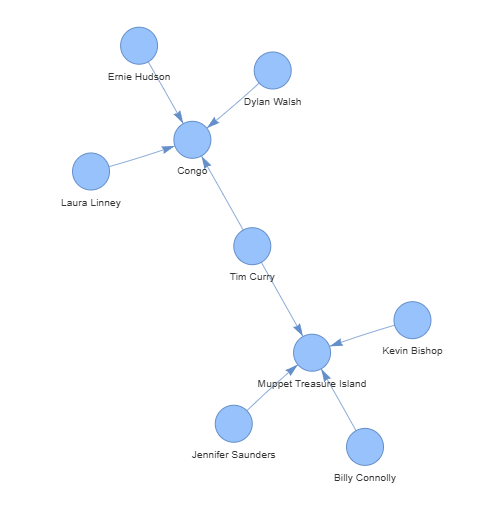 Ernie Hudson
Dylan Walsh
Congo
Laura Linney
Tim Curry
Kevin Bishop
Muppet Treasure Island
Jennifer Saunders
Billy Connolly